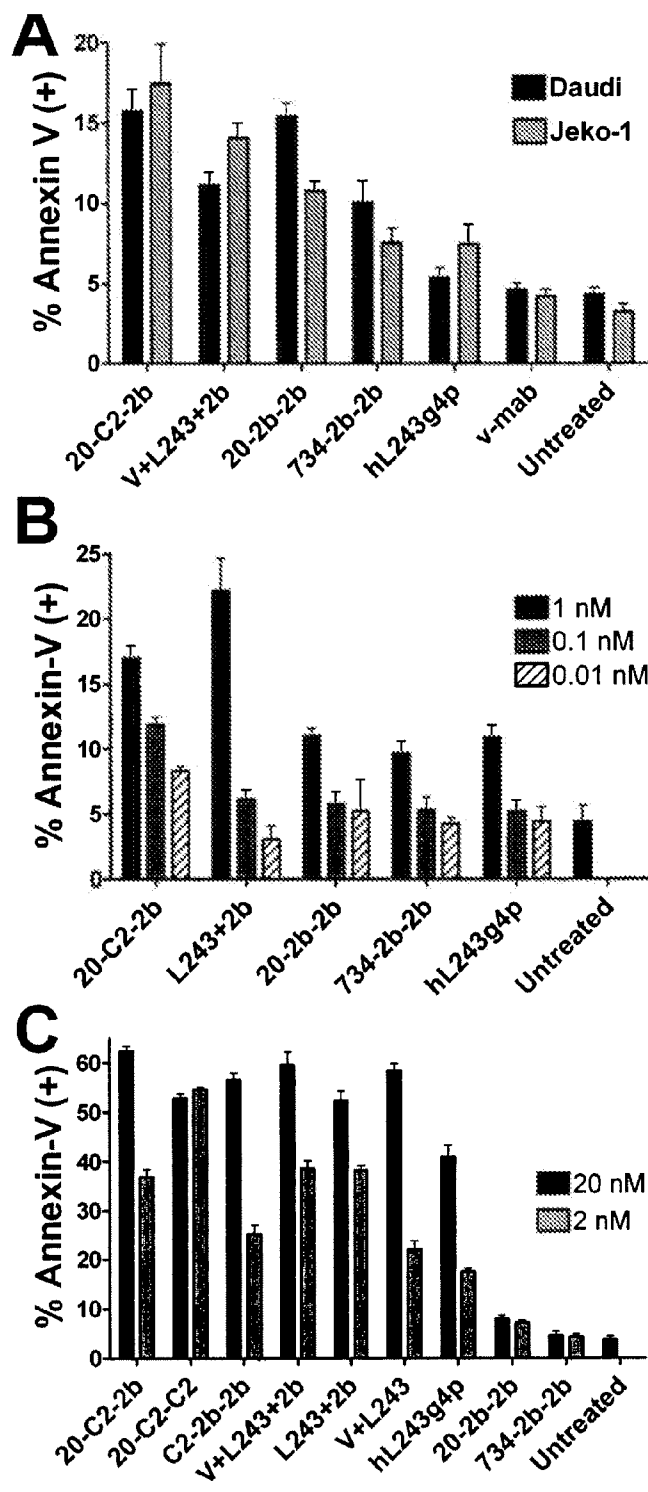 A
% Annexin V (+)
20
15
10
5
0
Daudi
Jeko-1
20-C2-2b
V+L243+2b
20-2b-2b
734-2b-2b
hL243g4p
v-mab
Untreated
B
% Annexin-V (+)
25
20
15
10
5
0
1 nM
0.1 nM
0.01 nM
20-C2-2b
L243+2b
20-2b-2b
734-2b-2b
hL243g4p
Untreated
C
% Annexin-V (+)
60
50
40
30
20
10
0
20 nM
2 nM
20-C2-2b
20-C2-C2
C2-2b-2b
V+L243+2b
L243+2b
V+L243
hL243g4p
20-2b-2b
734-2b-2b
Untreated